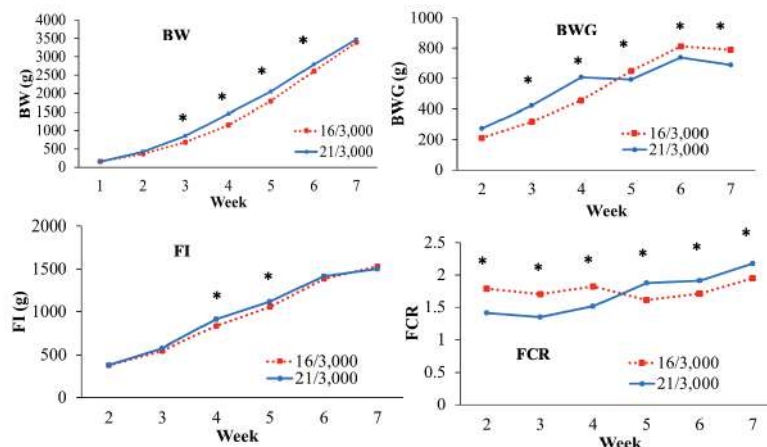 BW
BW (g)
4000
3500
3000
2500
2000
1500
1000
500
0
* * * *
16/3,000
21/3,000
1 2 3 4 5 6 7
Week
BWG
BWG (g)
1000
800
600
400
200
0
* * * * *
16/3,000
21/3,000
2 3 4 5 6 7
Week
FI
FI (g)
2000
1500
1000
500
0
* *
16/3,000
21/3,000
2 3 4 5 6 7
Week
FCR
2.5
2
1.5
1
0.5
0
* * * * * *
FCR
16/3,000
21/3,000
2 3 4 5 6 7
Week